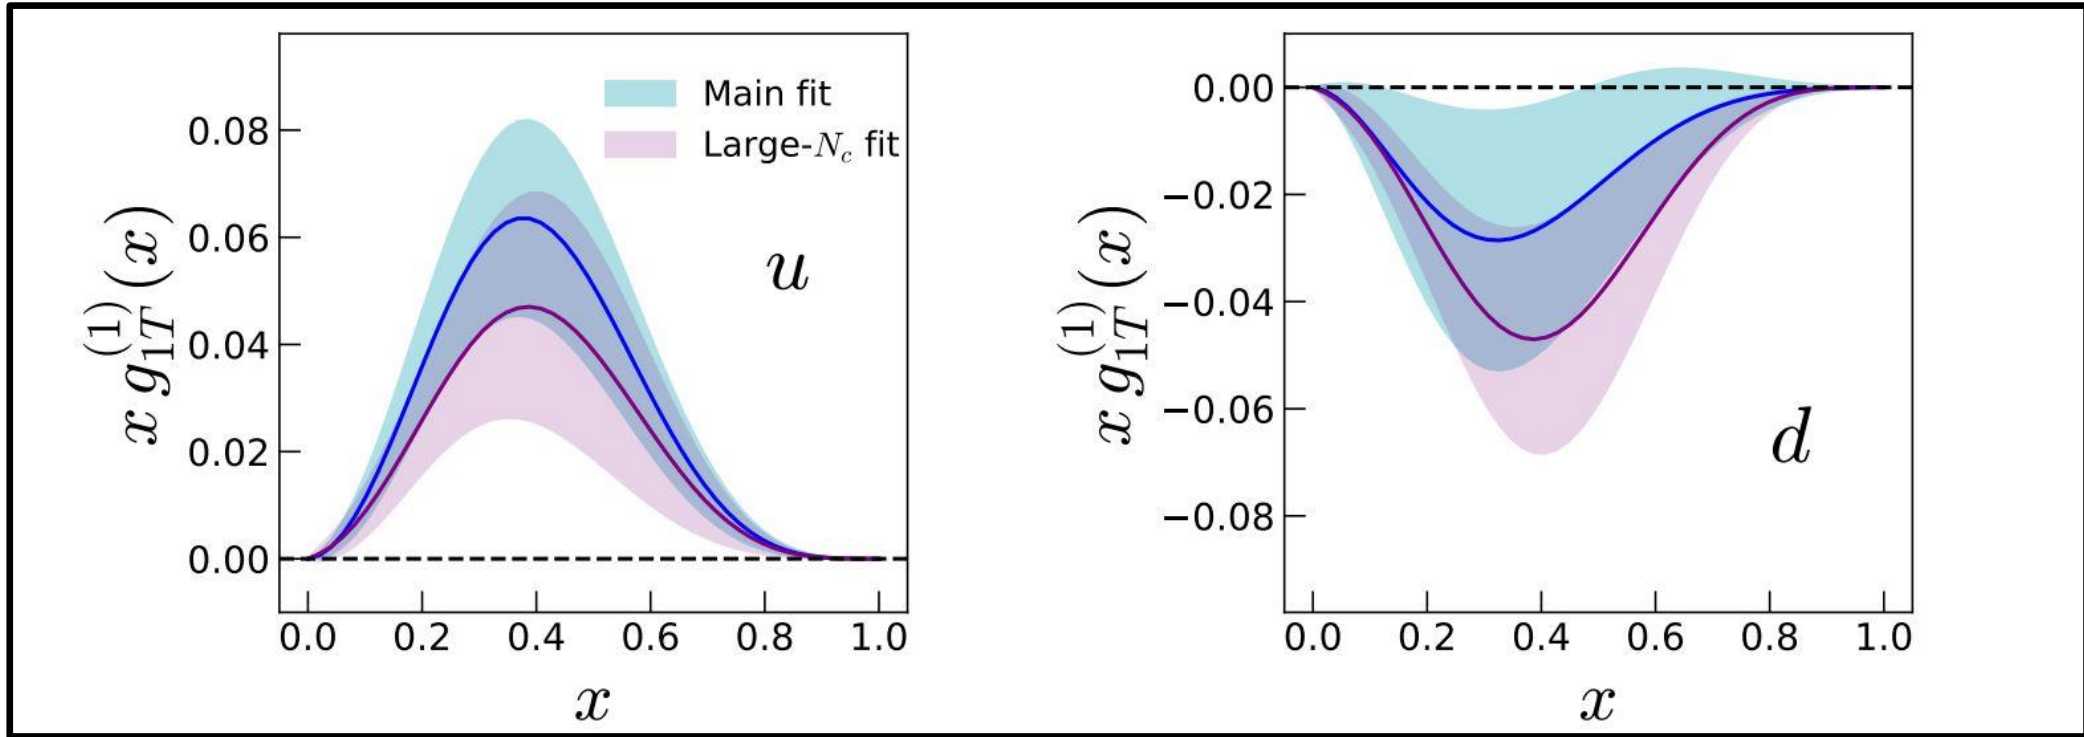 Main fit
Large-$N_c$ fit
$u$
$x \, g_{1T}^{(1)}(x)$
0.08
0.06
0.04
0.02
0.00
0.0 0.2 0.4 0.6 0.8 1.0
$x$
$x \, g_{1T}^{(1)}(x)$
0.00
−0.02
−0.04
−0.06
−0.08
$d$
0.0 0.2 0.4 0.6 0.8 1.0
$x$